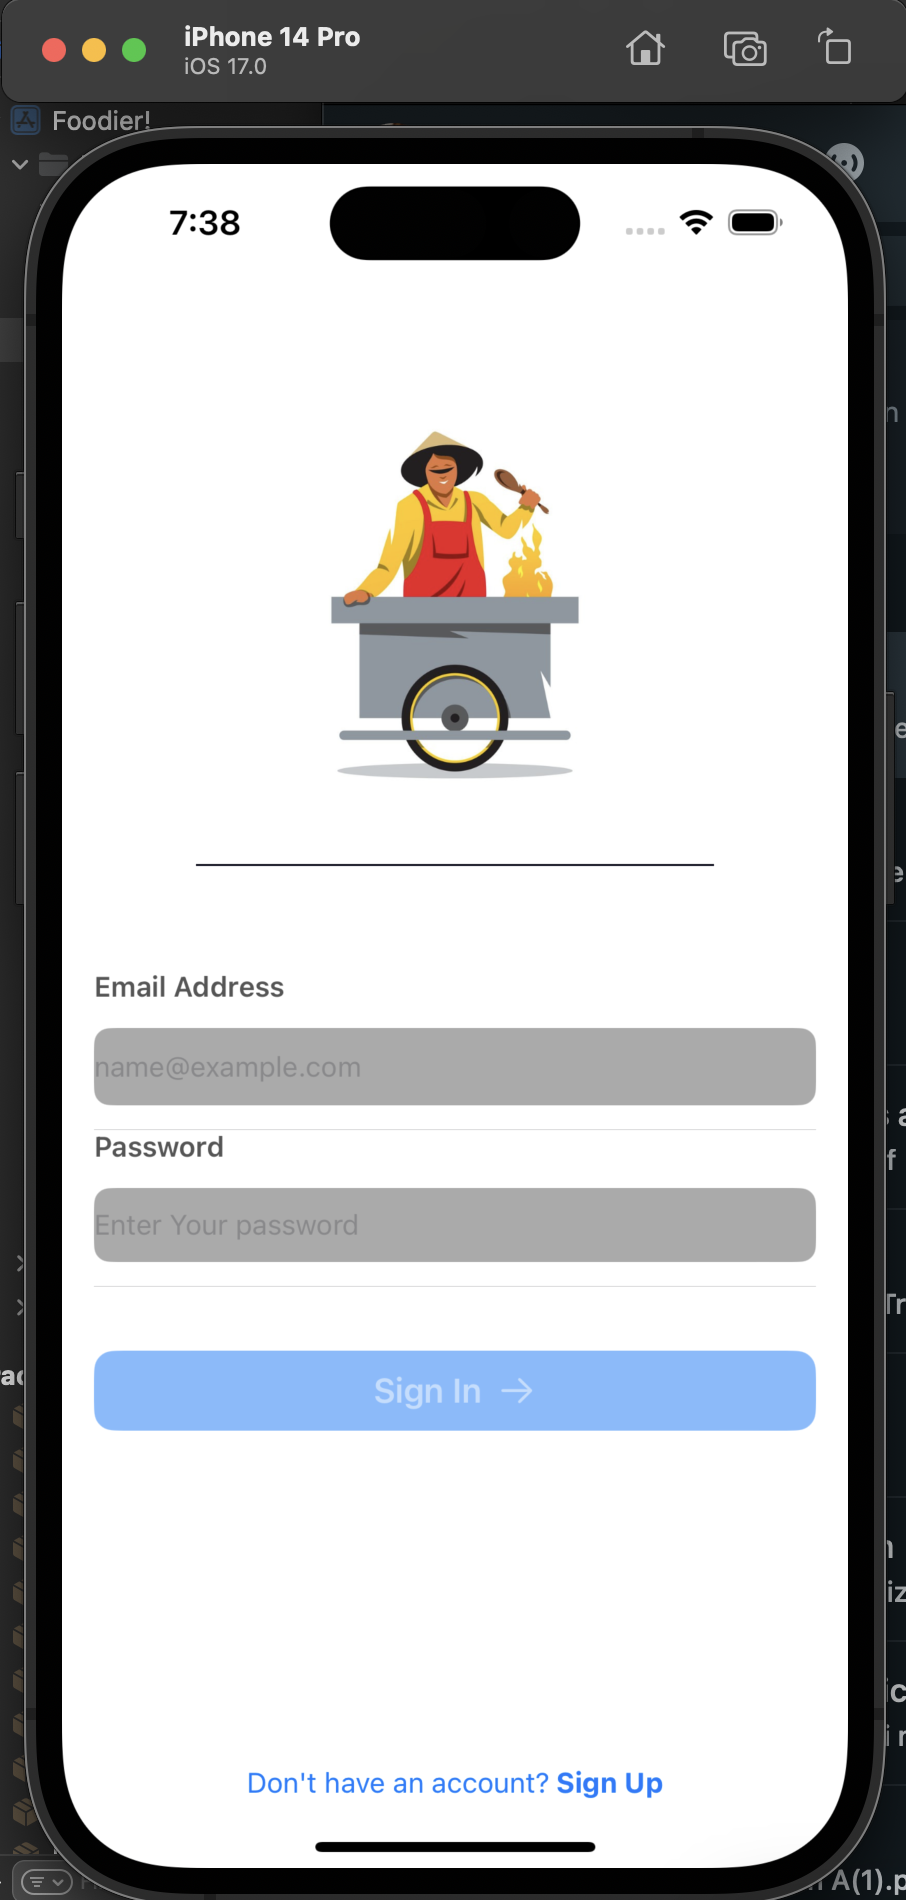 iPhone 14 Pro
iOS 17.0
Foodier!
7:38
Email Address
name@example.com
Password
Enter Your password
Sign In →
Don't have an account? Sign Up
A(1).p